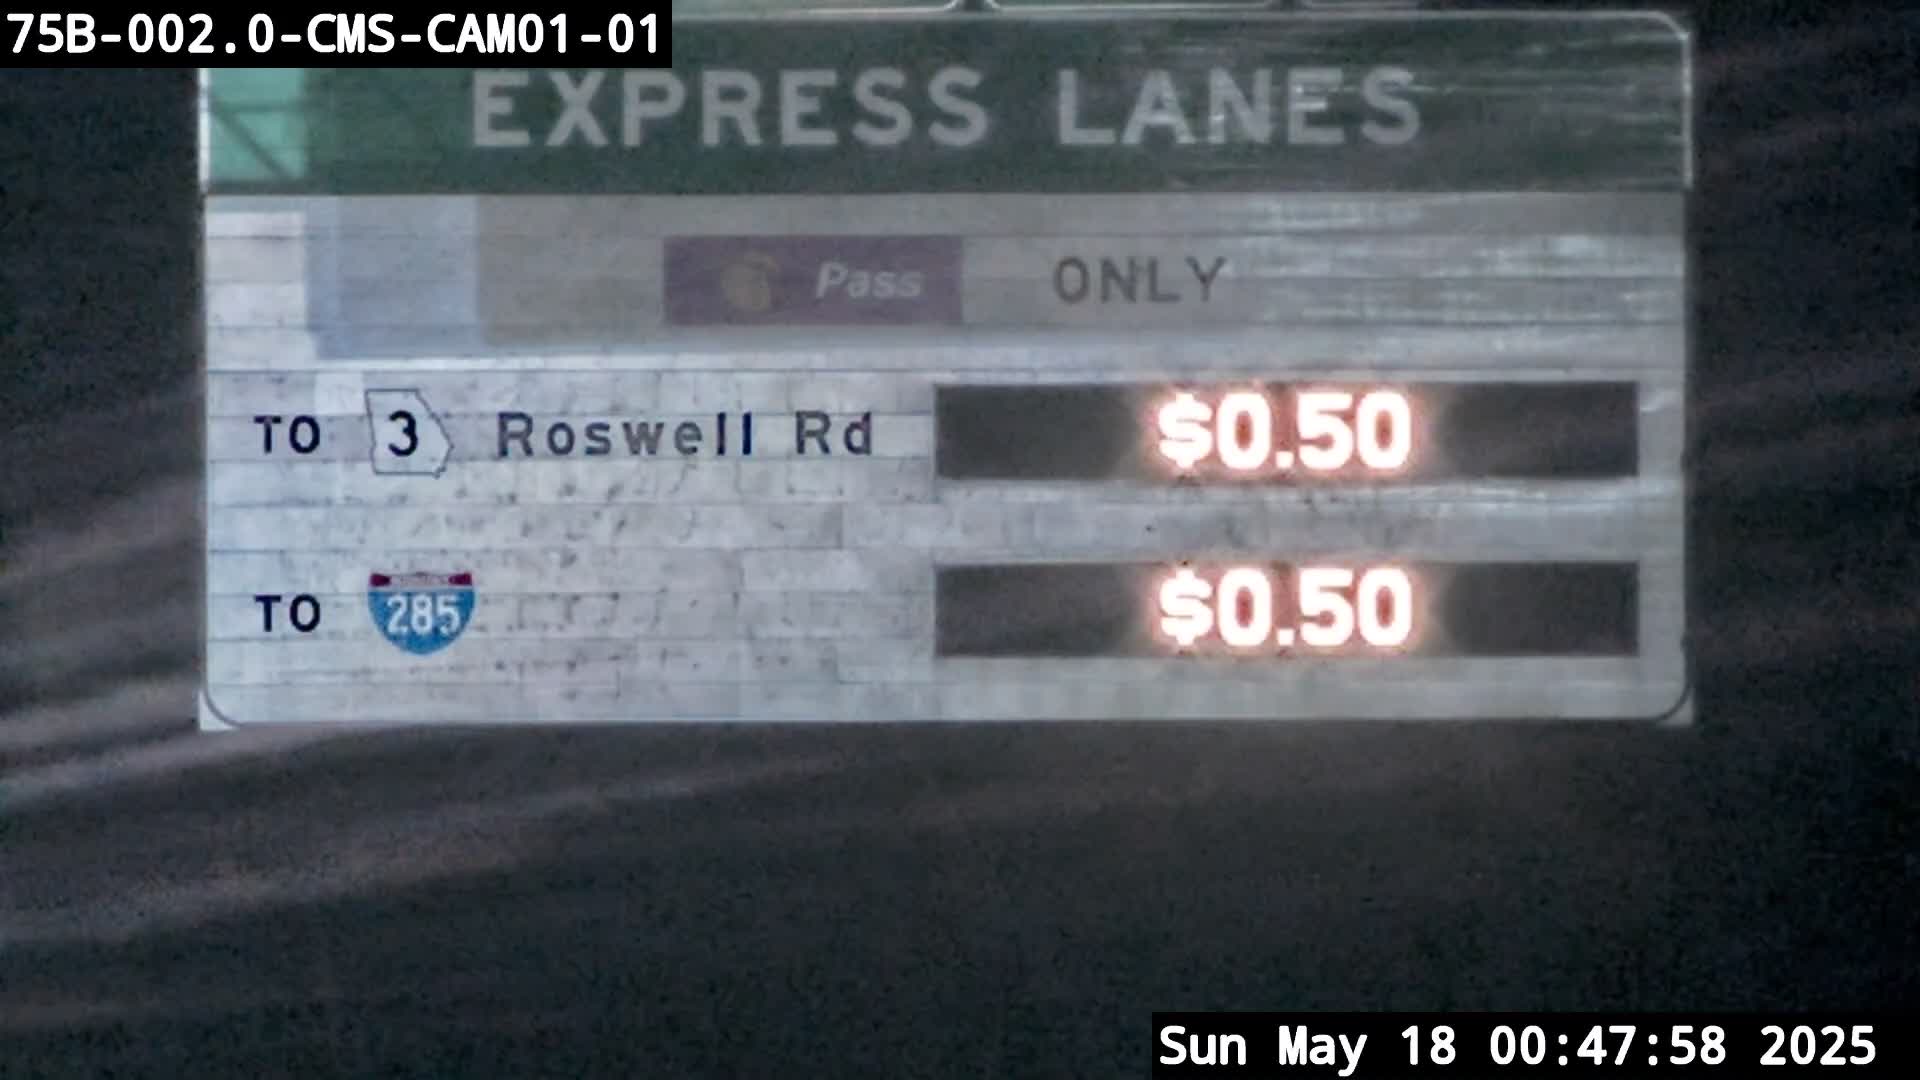 75B-002.0-CMS-CAM01-01
EXPRESS LANES
Pass ONLY
TO 3 Roswell Rd $0.50
TO 285 $0.50
Sun May 18 00:47:58 2025